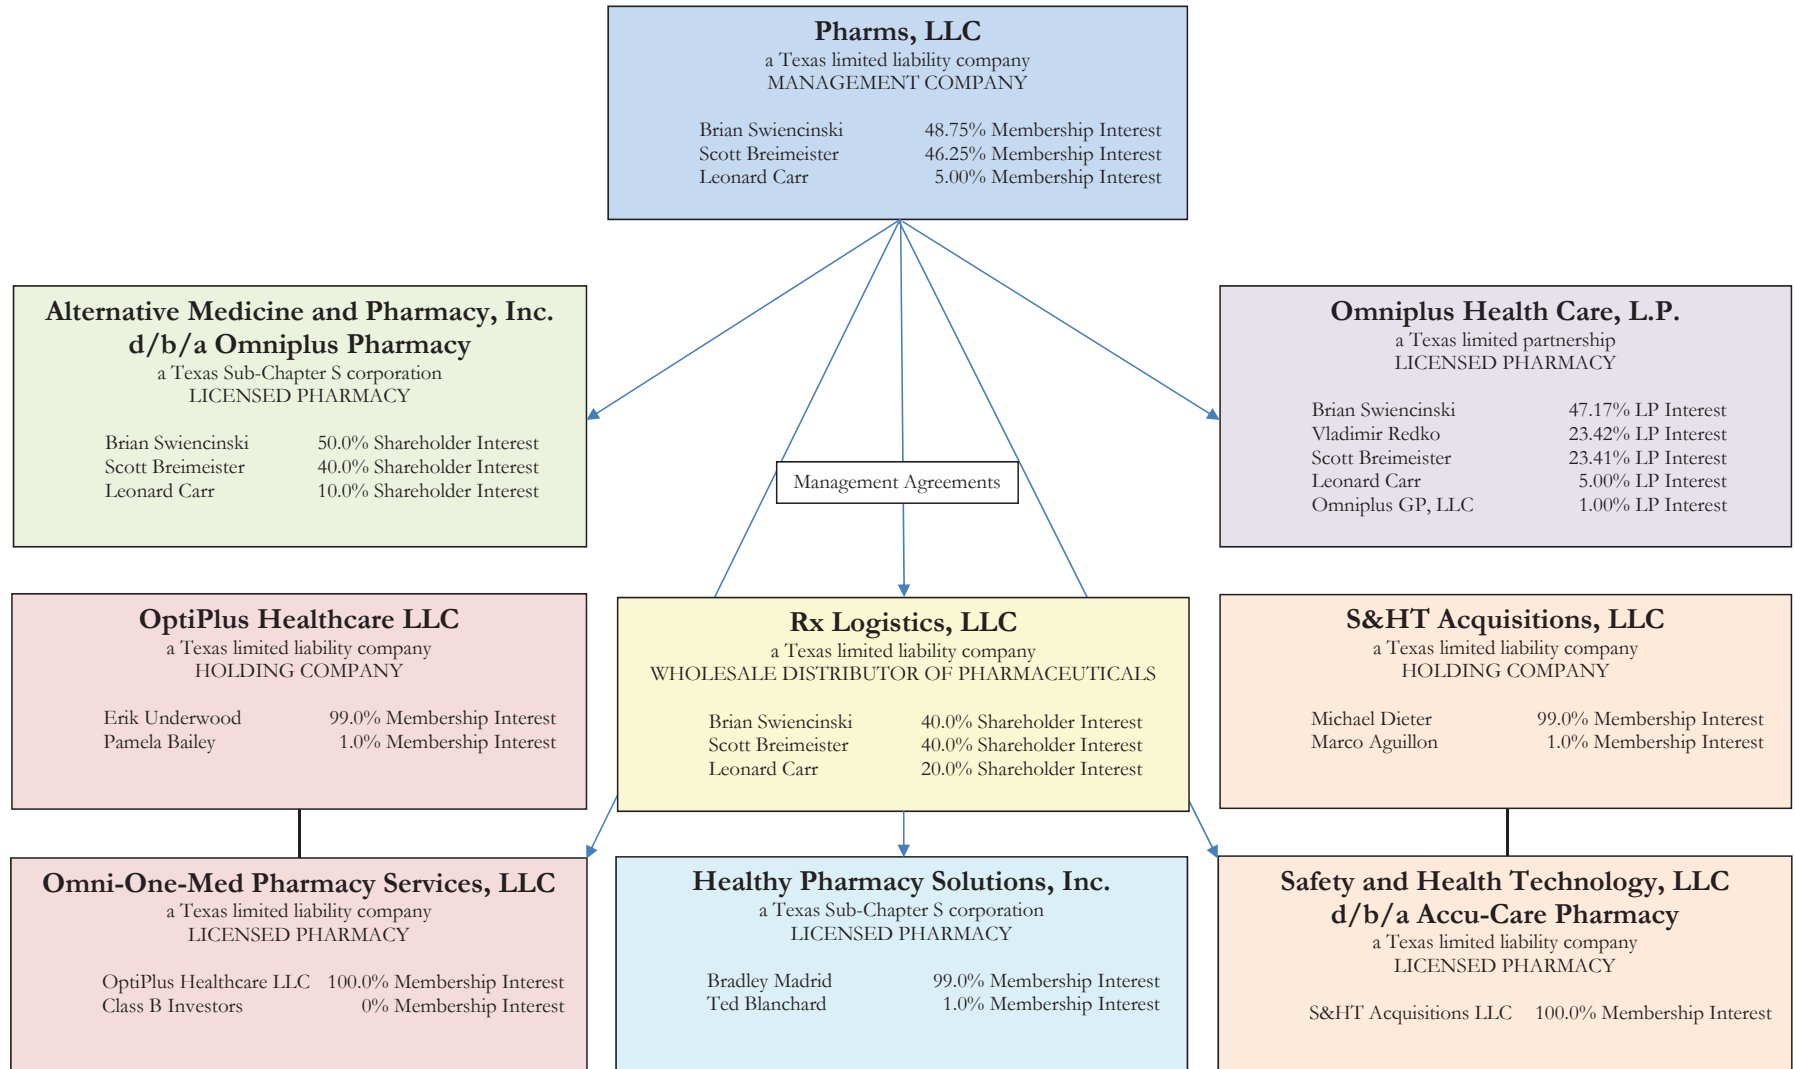 Pharms, LLC
a Texas limited liability company
MANAGEMENT COMPANY
Brian Swiencinski 48.75% Membership Interest
Scott Breimeister 46.25% Membership Interest
Leonard Carr 5.00% Membership Interest
Alternative Medicine and Pharmacy, Inc.
d/b/a Omniplus Pharmacy
a Texas Sub-Chapter S corporation
LICENSED PHARMACY
Brian Swiencinski 50.0% Shareholder Interest
Scott Breimeister 40.0% Shareholder Interest
Leonard Carr 10.0% Shareholder Interest
Management Agreements
Omniplus Health Care, L.P.
a Texas limited partnership
LICENSED PHARMACY
Brian Swiencinski 47.17% LP Interest
Vladimir Redko 23.42% LP Interest
Scott Breimeister 23.41% LP Interest
Leonard Carr 5.00% LP Interest
Omniplus GP, LLC 1.00% LP Interest
OptiPlus Healthcare LLC
a Texas limited liability company
HOLDING COMPANY
Erik Underwood 99.0% Membership Interest
Pamela Bailey 1.0% Membership Interest
Rx Logistics, LLC
a Texas limited liability company
WHOLESALE DISTRIBUTOR OF PHARMACEUTICALS
Brian Swiencinski 40.0% Shareholder Interest
Scott Breimeister 40.0% Shareholder Interest
Leonard Carr 20.0% Shareholder Interest
S&HT Acquisitions, LLC
a Texas limited liability company
HOLDING COMPANY
Michael Dieter 99.0% Membership Interest
Marco Aguillon 1.0% Membership Interest
Omni-One-Med Pharmacy Services, LLC
a Texas limited liability company
LICENSED PHARMACY
OptiPlus Healthcare LLC 100.0% Membership Interest
Class B Investors 0% Membership Interest
Healthy Pharmacy Solutions, Inc.
a Texas Sub-Chapter S corporation
LICENSED PHARMACY
Bradley Madrid 99.0% Membership Interest
Ted Blanchard 1.0% Membership Interest
Safety and Health Technology, LLC
d/b/a Accu-Care Pharmacy
a Texas limited liability company
LICENSED PHARMACY
S&HT Acquisitions LLC 100.0% Membership Interest